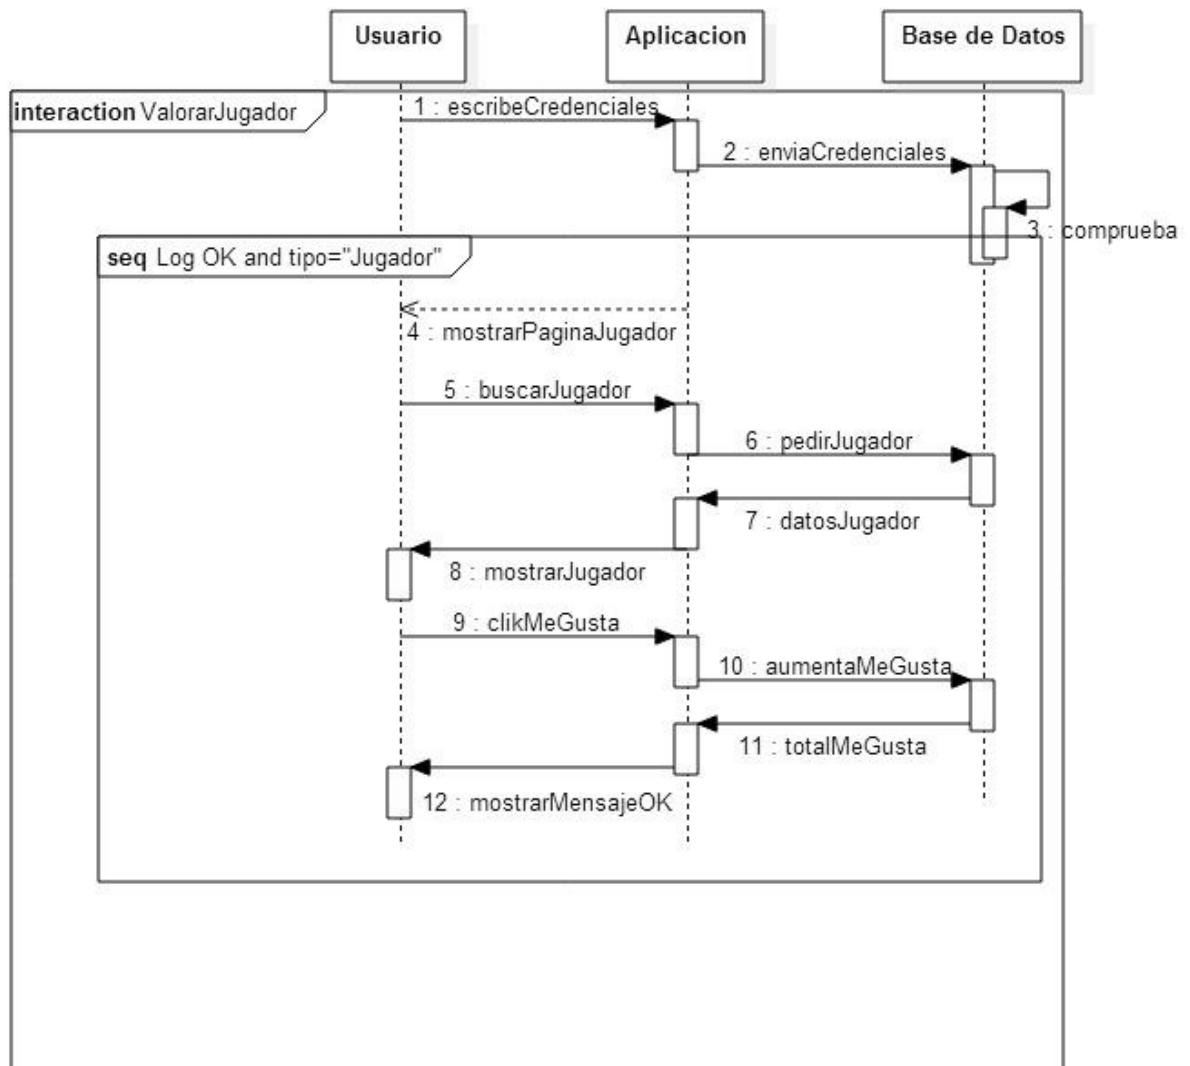 Usuario
Aplicacion
Base de Datos
interaction ValorarJugador
1 : escribeCredenciales
2 : enviaCredenciales
3 : comprueba
seq Log OK and tipo="Jugador"
4 : mostrarPaginaJugador
5 : buscarJugador
6 : pedirJugador
7 : datosJugador
8 : mostrarJugador
9 : clikMeGusta
10 : aumentaMeGusta
11 : totalMeGusta
12 : mostrarMensajeOK